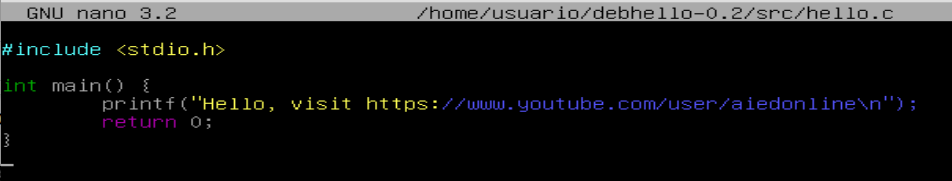 GNU nano 3.2 /home/usuario/debhello-0.2/src/hello.c
#include <stdio.h>
int main() {
printf("Hello, visit https://www.youtube.com/user/aiedonline\n");
return 0;
}